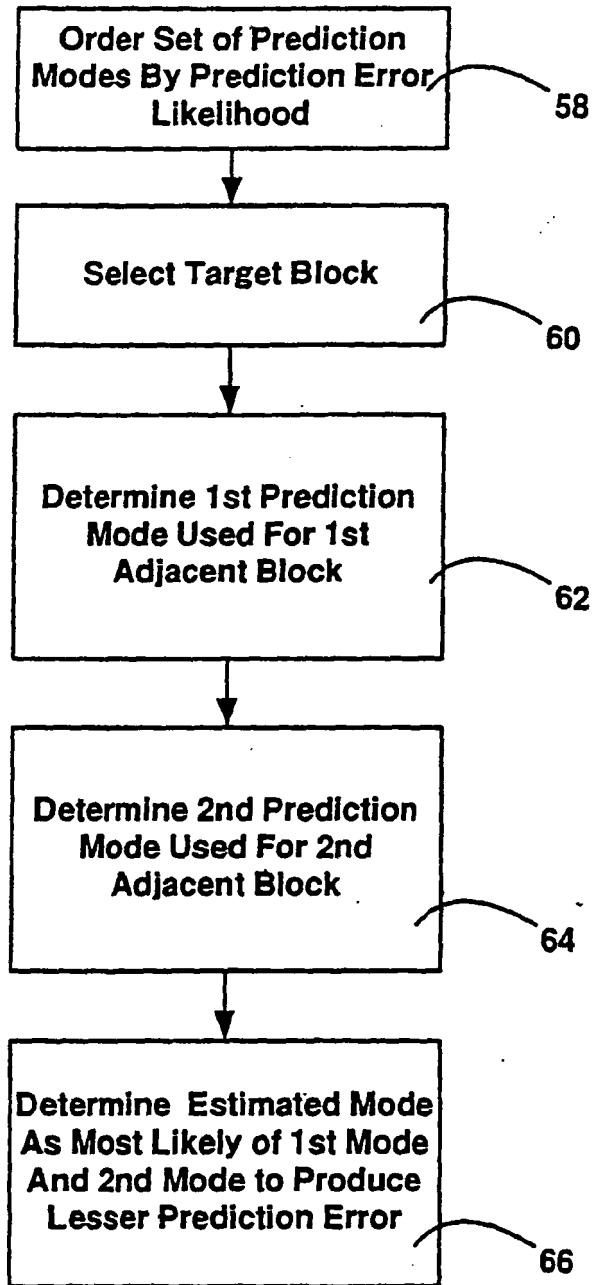 Order Set of Prediction
Modes By Prediction Error
Likelihood
58
Select Target Block
60
Determine 1st Prediction
Mode Used For 1st
Adjacent Block
62
Determine 2nd Prediction
Mode Used For 2nd
Adjacent Block
64
Determine Estimated Mode
As Most Likely of 1st Mode
And 2nd Mode to Produce
Lesser Prediction Error
66